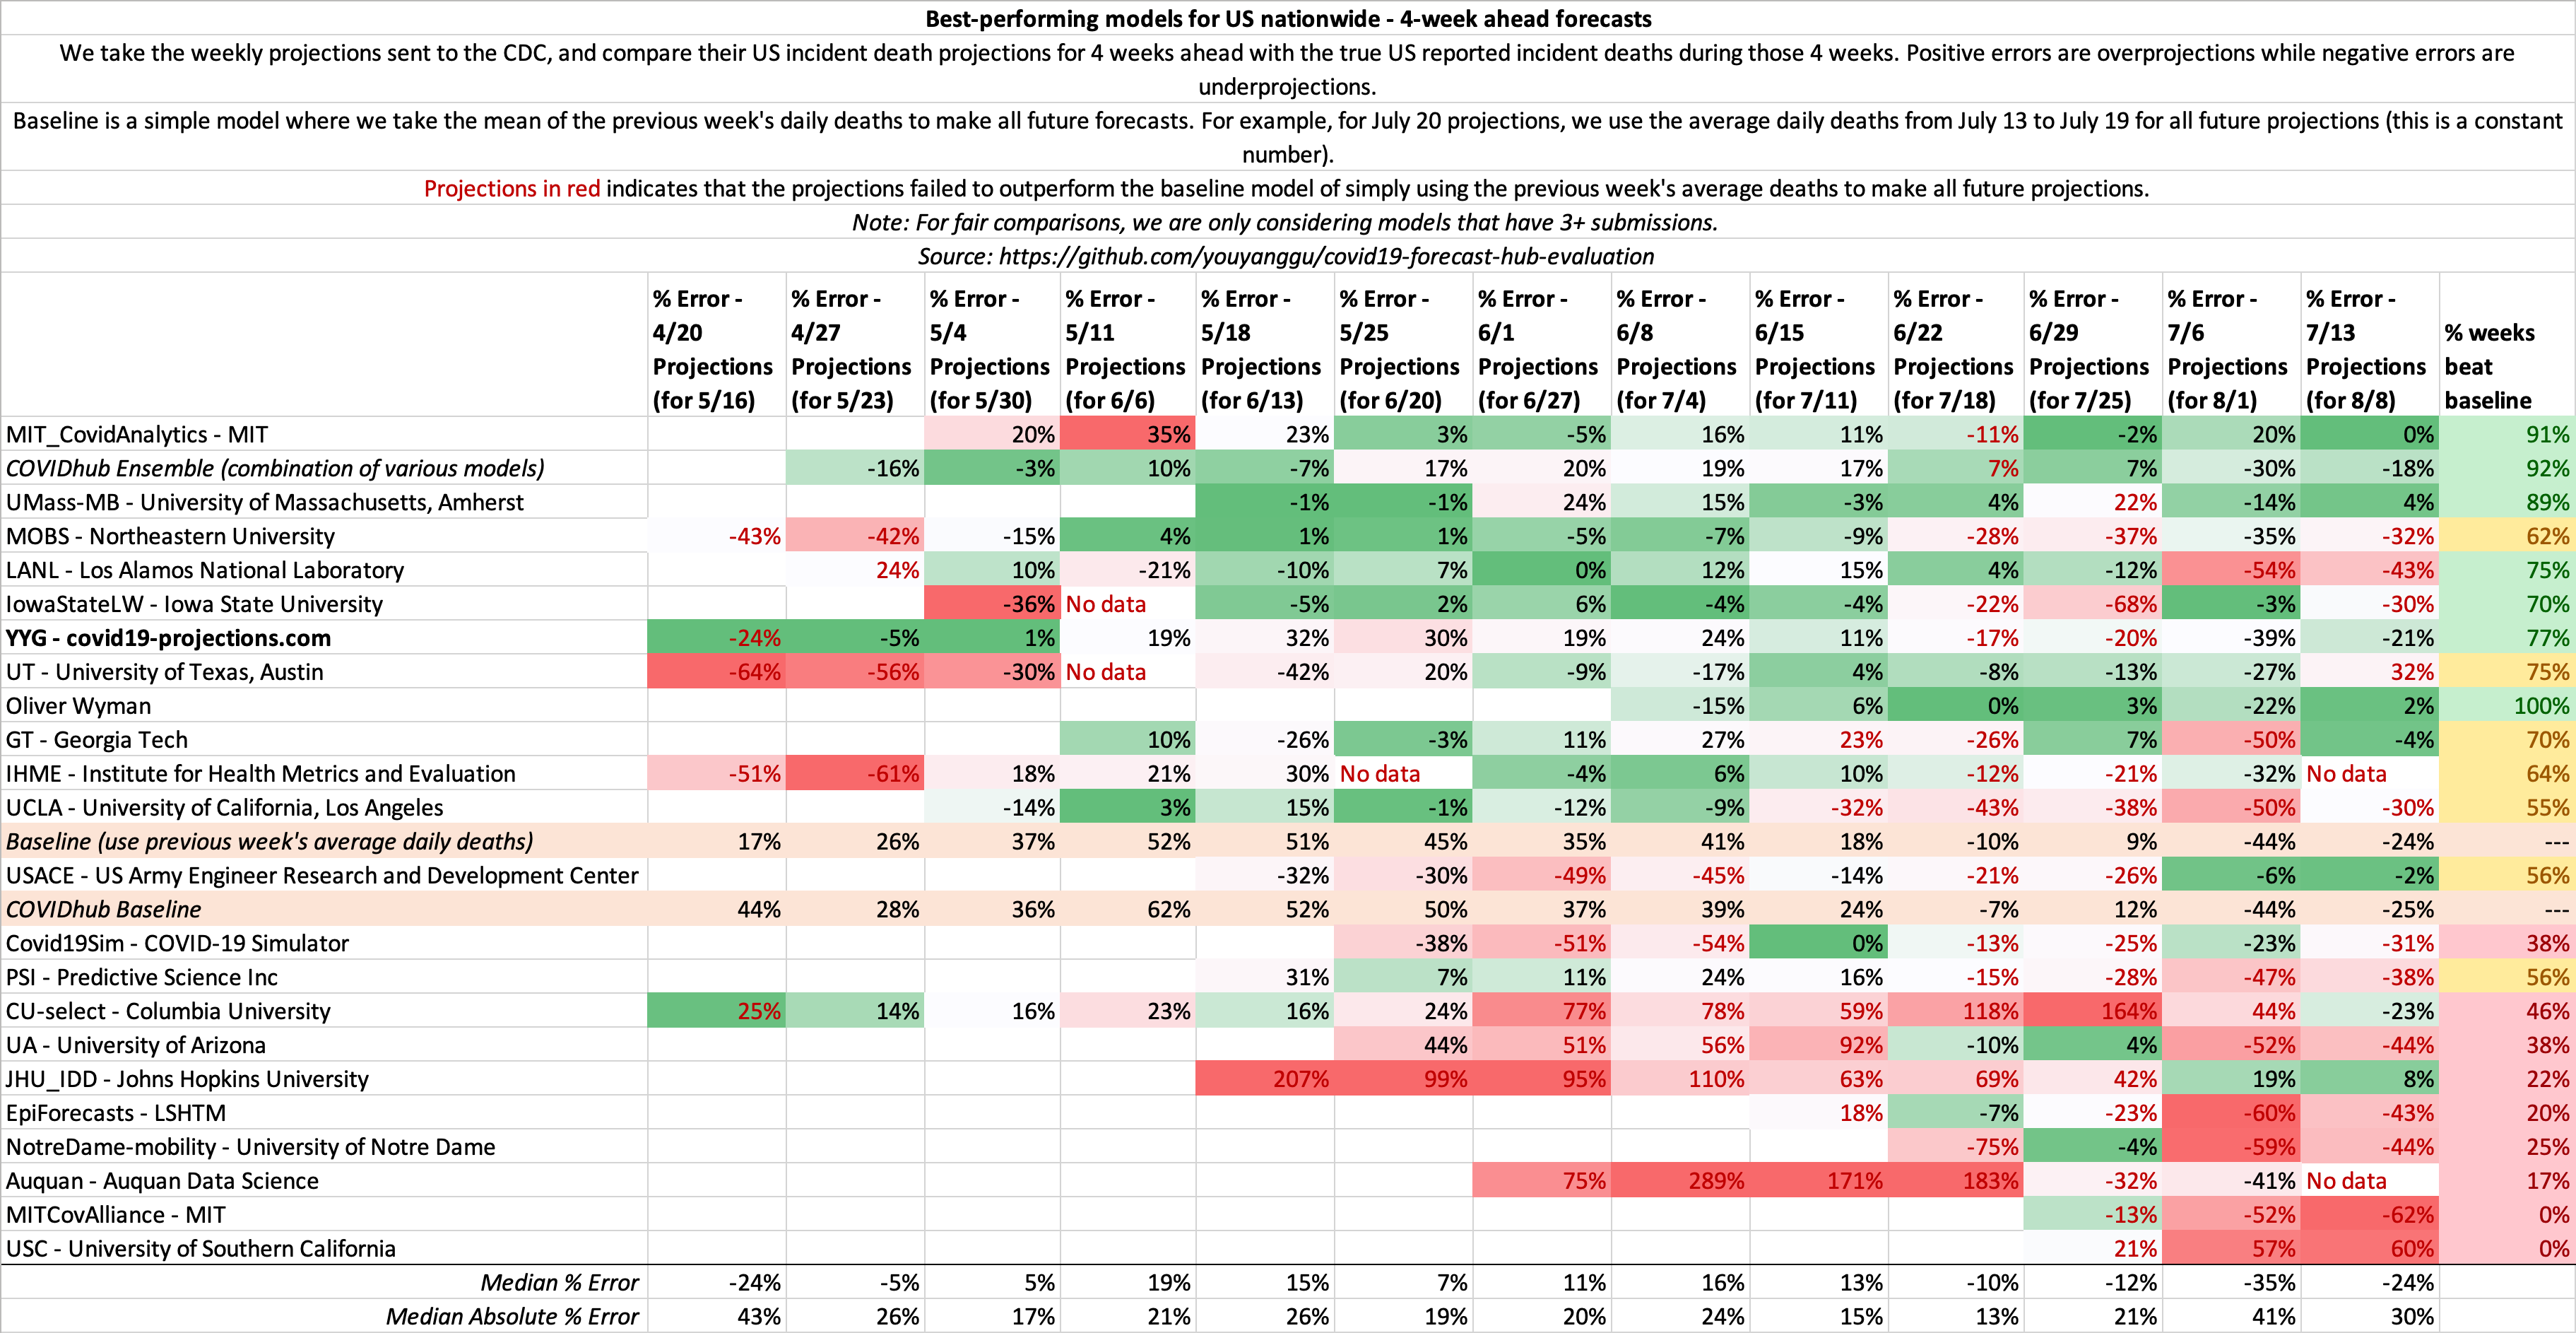 Best-performing models for US nationwide - 4-week ahead forecasts
We take the weekly projections sent to the CDC, and compare their US incident death projections for 4 weeks ahead with the true US reported incident deaths during those 4 weeks. Positive errors are overprojections while negative errors are
underprojections.
Baseline is a simple model where we take the mean of the previous week's daily deaths to make all future forecasts. For example, for July 20 projections, we use the average daily deaths from July 13 to July 19 for all future projections (this is a constant
number).
Projections in red indicates that the projections failed to outperform the baseline model of simply using the previous week's average deaths to make all future projections.
Note: For fair comparisons, we are only considering models that have 3+ submissions.
Source: https://github.com/youyanggu/covid19-forecast-hub-evaluation
% Error - % Error - % Error - % Error - % Error - % Error - % Error - % Error - % Error - % Error - % Error - % Error - % Error -
4/20 4/27 5/4 5/11 5/18 5/25 6/1 6/8 6/15 6/22 6/29 7/6 7/13 % weeks
Projections Projections Projections Projections Projections Projections Projections Projections Projections Projections Projections Projections Projections beat
(for 5/16) (for 5/23) (for 5/30) (for 6/6) (for 6/13) (for 6/20) (for 6/27) (for 7/4) (for 7/11) (for 7/18) (for 7/25) (for 8/1) (for 8/8) baseline
MIT_CovidAnalytics - MIT 20% 35% 23% 3% -5% 16% 11% -11% -2% 20% 0% 91%
COVIDhub Ensemble (combination of various models) -16% -3% 10% -7% 17% 20% 19% 17% 7% 7% -30% -18% 92%
UMass-MB - University of Massachusetts, Amherst -1% -1% 24% 15% -3% 4% 22% -14% 4% 89%
MOBS - Northeastern University -43% -42% -15% 4% 1% 1% -5% -7% -9% -28% -37% -35% -32% 62%
LANL - Los Alamos National Laboratory 24% 10% -21% -10% 7% 0% 12% 15% 4% -12% -54% -43% 75%
IowaStateLW - Iowa State University -36% No data -5% 2% 6% -4% -4% -22% -68% -3% -30% 70%
YYG - covid19-projections.com -24% -5% 1% 19% 32% 30% 19% 24% 11% -17% -20% -39% -21% 77%
UT - University of Texas, Austin -64% -56% -30% No data -42% 20% -9% -17% 4% -8% -13% -27% 32% 75%
Oliver Wyman -15% 6% 0% 3% -22% 2% 100%
GT - Georgia Tech 10% -26% -3% 11% 27% 23% -26% 7% -50% -4% 70%
IHME - Institute for Health Metrics and Evaluation -51% -61% 18% 21% 30% No data -4% 6% 10% -12% -21% -32% No data 64%
UCLA - University of California, Los Angeles -14% 3% 15% -1% -12% -9% -32% -43% -38% -50% -30% 55%
Baseline (use previous week's average daily deaths) 17% 26% 37% 52% 51% 45% 35% 41% 18% -10% 9% -44% -24% ---
USACE - US Army Engineer Research and Development Center -32% -30% -49% -45% -14% -21% -26% -6% -2% 56%
COVIDhub Baseline 44% 28% 36% 62% 52% 50% 37% 39% 24% -7% 12% -44% -25% ---
Covid19Sim - COVID-19 Simulator -38% -51% -54% 0% -13% -25% -23% -31% 38%
PSI - Predictive Science Inc 31% 7% 11% 24% 16% -15% -28% -47% -38% 56%
CU-select - Columbia University 25% 14% 16% 23% 16% 24% 77% 78% 59% 118% 164% 44% -23% 46%
UA - University of Arizona 44% 51% 56% 92% -10% 4% -52% -44% 38%
JHU_IDD - Johns Hopkins University 207% 99% 95% 110% 63% 69% 42% 19% 8% 22%
EpiForecasts - LSHTM 18% -7% -23% -60% -43% 20%
NotreDame-mobility - University of Notre Dame -75% -4% -59% -44% 25%
Auquan - Auquan Data Science 75% 289% 171% 183% -32% -41% No data 17%
MITCovAlliance - MIT -13% -52% -62% 0%
USC - University of Southern California 21% 57% 60% 0%
Median % Error -24% -5% 5% 19% 15% 7% 11% 16% 13% -10% -12% -35% -24%
Median Absolute % Error 43% 26% 17% 21% 26% 19% 20% 24% 15% 13% 21% 41% 30%